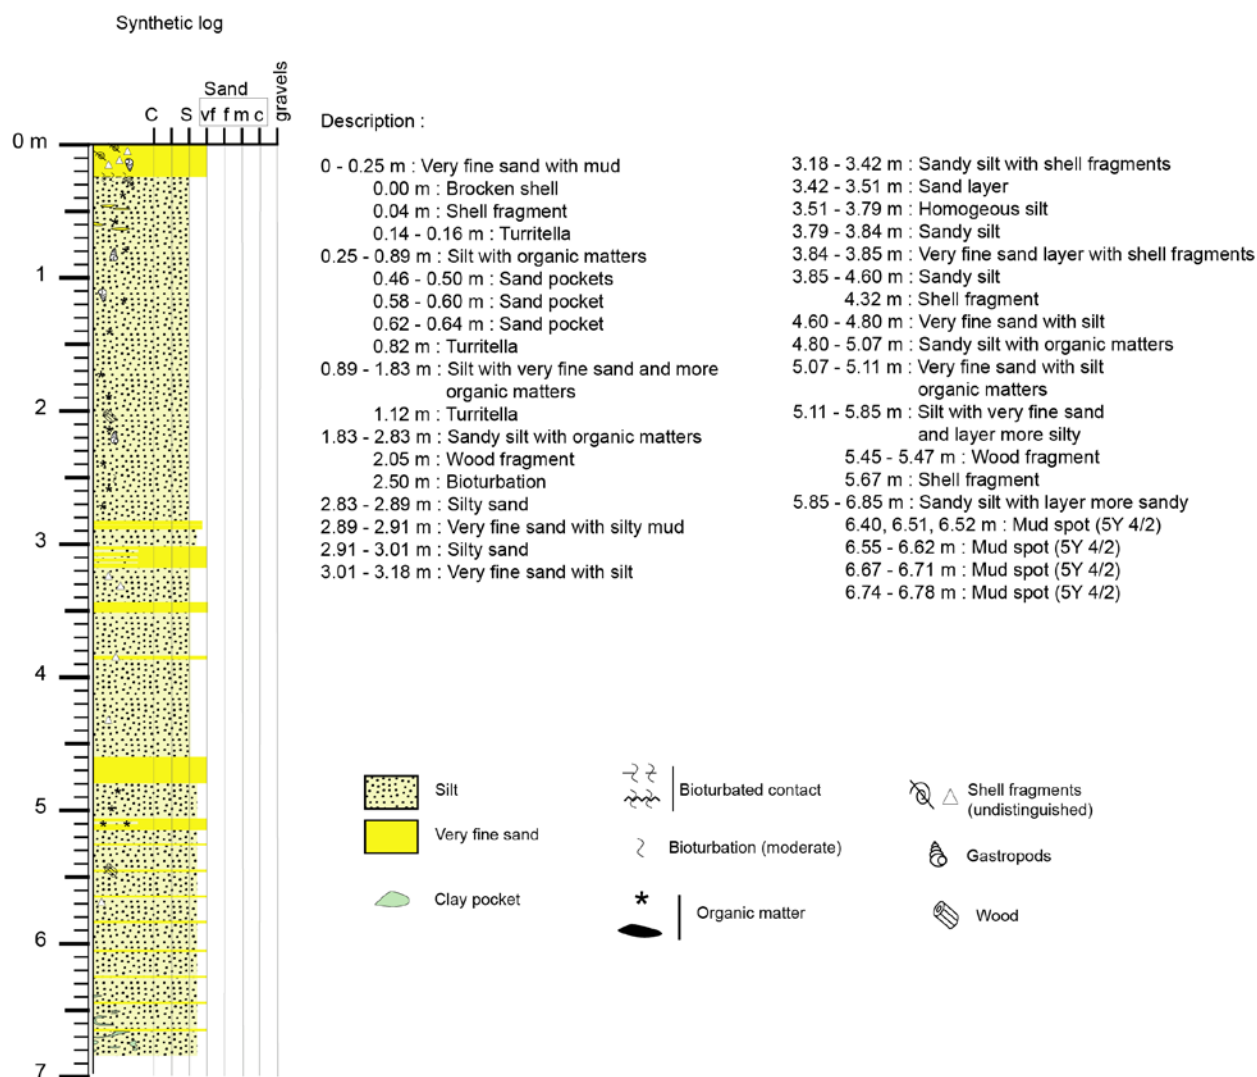 Synthetic log
Sand
gravels
C S vf f m c
0 m
1
2
3
4
5
6
7
Description :
0 - 0.25 m : Very fine sand with mud
0.00 m : Brocken shell
0.04 m : Shell fragment
0.14 - 0.16 m : Turritella
0.25 - 0.89 m : Silt with organic matters
0.46 - 0.50 m : Sand pockets
0.58 - 0.60 m : Sand pocket
0.62 - 0.64 m : Sand pocket
0.82 m : Turritella
0.89 - 1.83 m : Silt with very fine sand and more
organic matters
1.12 m : Turritella
1.83 - 2.83 m : Sandy silt with organic matters
2.05 m : Wood fragment
2.50 m : Bioturbation
2.83 - 2.89 m : Silty sand
2.89 - 2.91 m : Very fine sand with silty mud
2.91 - 3.01 m : Silty sand
3.01 - 3.18 m : Very fine sand with silt
3.18 - 3.42 m : Sandy silt with shell fragments
3.42 - 3.51 m : Sand layer
3.51 - 3.79 m : Homogeous silt
3.79 - 3.84 m : Sandy silt
3.84 - 3.85 m : Very fine sand layer with shell fragments
3.85 - 4.60 m : Sandy silt
4.32 m : Shell fragment
4.60 - 4.80 m : Very fine sand with silt
4.80 - 5.07 m : Sandy silt with organic matters
5.07 - 5.11 m : Very fine sand with silt
organic matters
5.11 - 5.85 m : Silt with very fine sand
and layer more silty
5.45 - 5.47 m : Wood fragment
5.67 m : Shell fragment
5.85 - 6.85 m : Sandy silt with layer more sandy
6.40, 6.51, 6.52 m : Mud spot (5Y 4/2)
6.55 - 6.62 m : Mud spot (5Y 4/2)
6.67 - 6.71 m : Mud spot (5Y 4/2)
6.74 - 6.78 m : Mud spot (5Y 4/2)
Silt
Very fine sand
Clay pocket
Bioturbated contact
Bioturbation (moderate)
Organic matter
Shell fragments
(undistinguished)
Gastropods
Wood